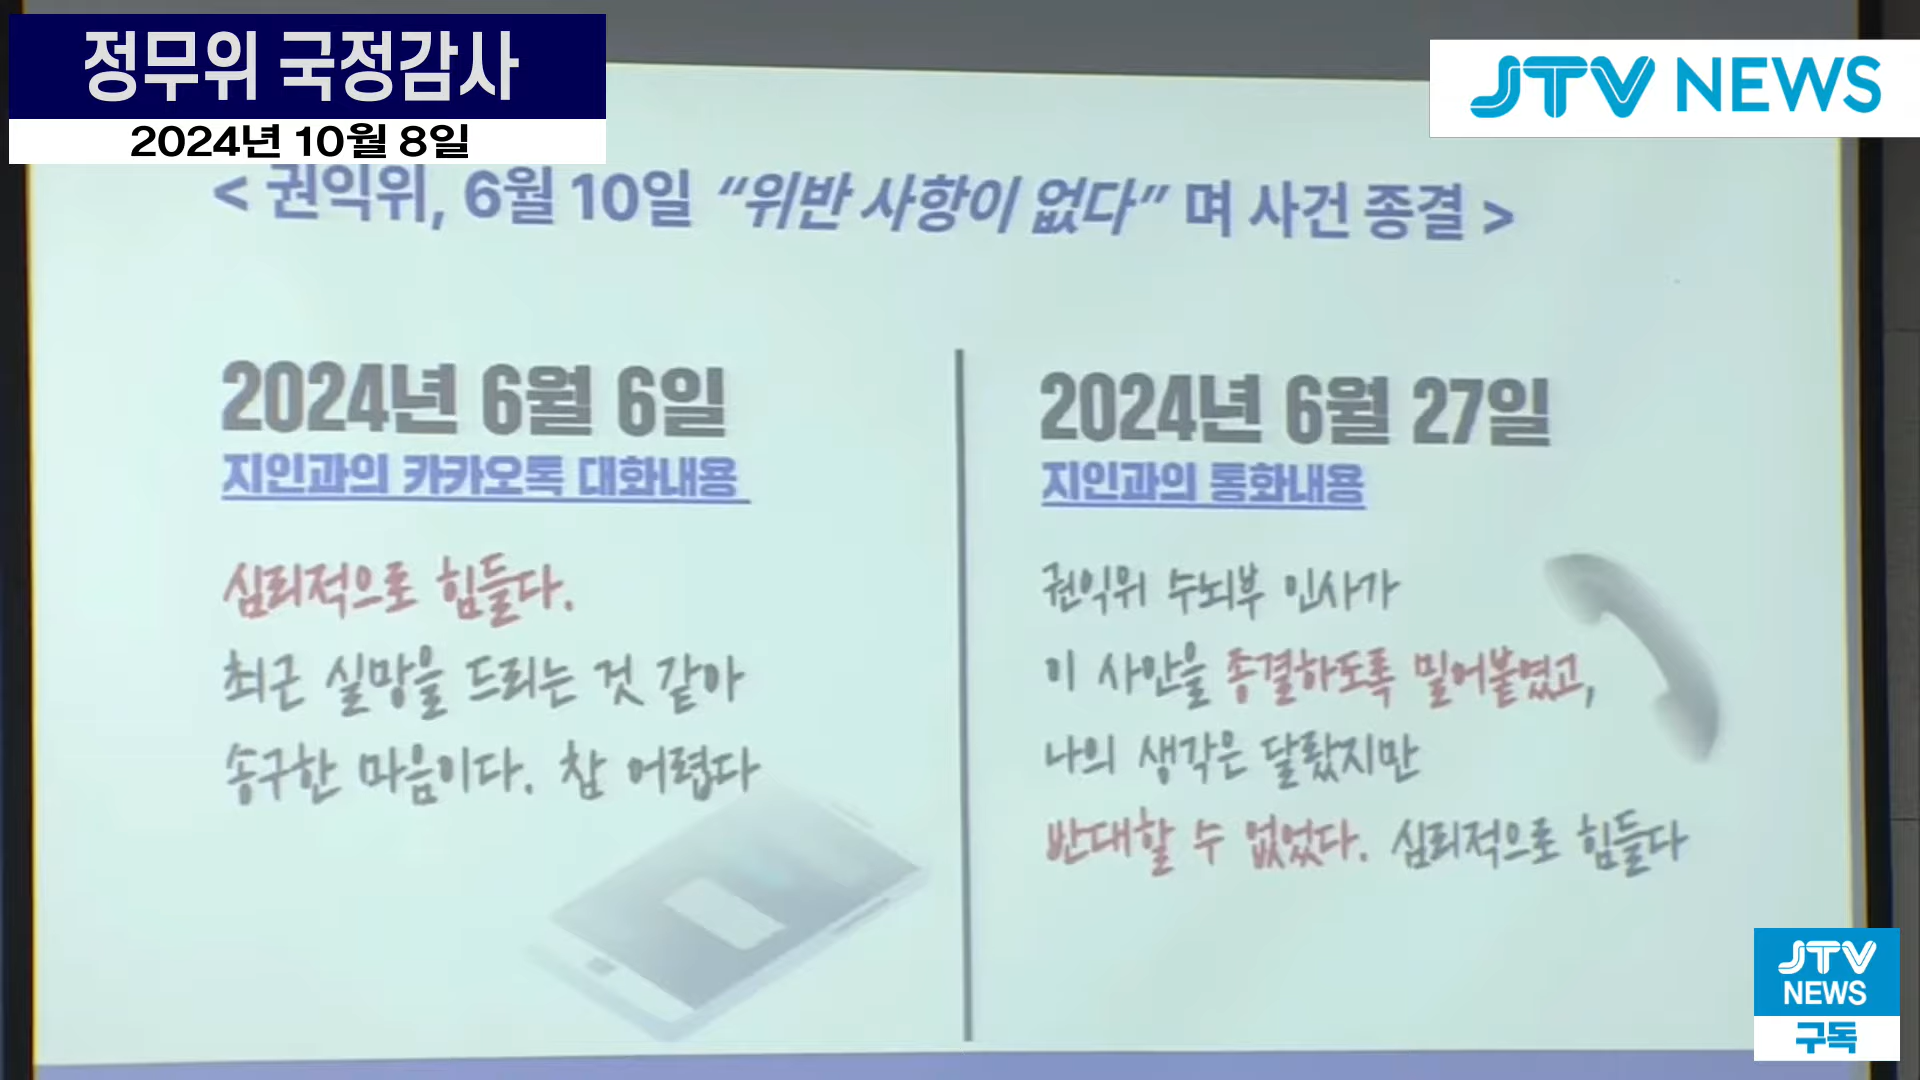 정무위 국정감사
2024년 10월 8일
JTV NEWS
< 권익위, 6월 10일 “위반 사항이 없다” 며 사건 종결 >
2024년 6월 6일
지인과의 카카오톡 대화내용
심리적으로 힘들다.
최근 실망을 드리는 것 같아
송구한 마음이다. 참 어렵다
2024년 6월 27일
지인과의 통화내용
권익위 수뇌부 인사가
이 사안을 종결하도록 밀어붙였고,
나의 생각은 달랐지만
반대할 수 없었다. 심리적으로 힘들다
JTV
NEWS
구독